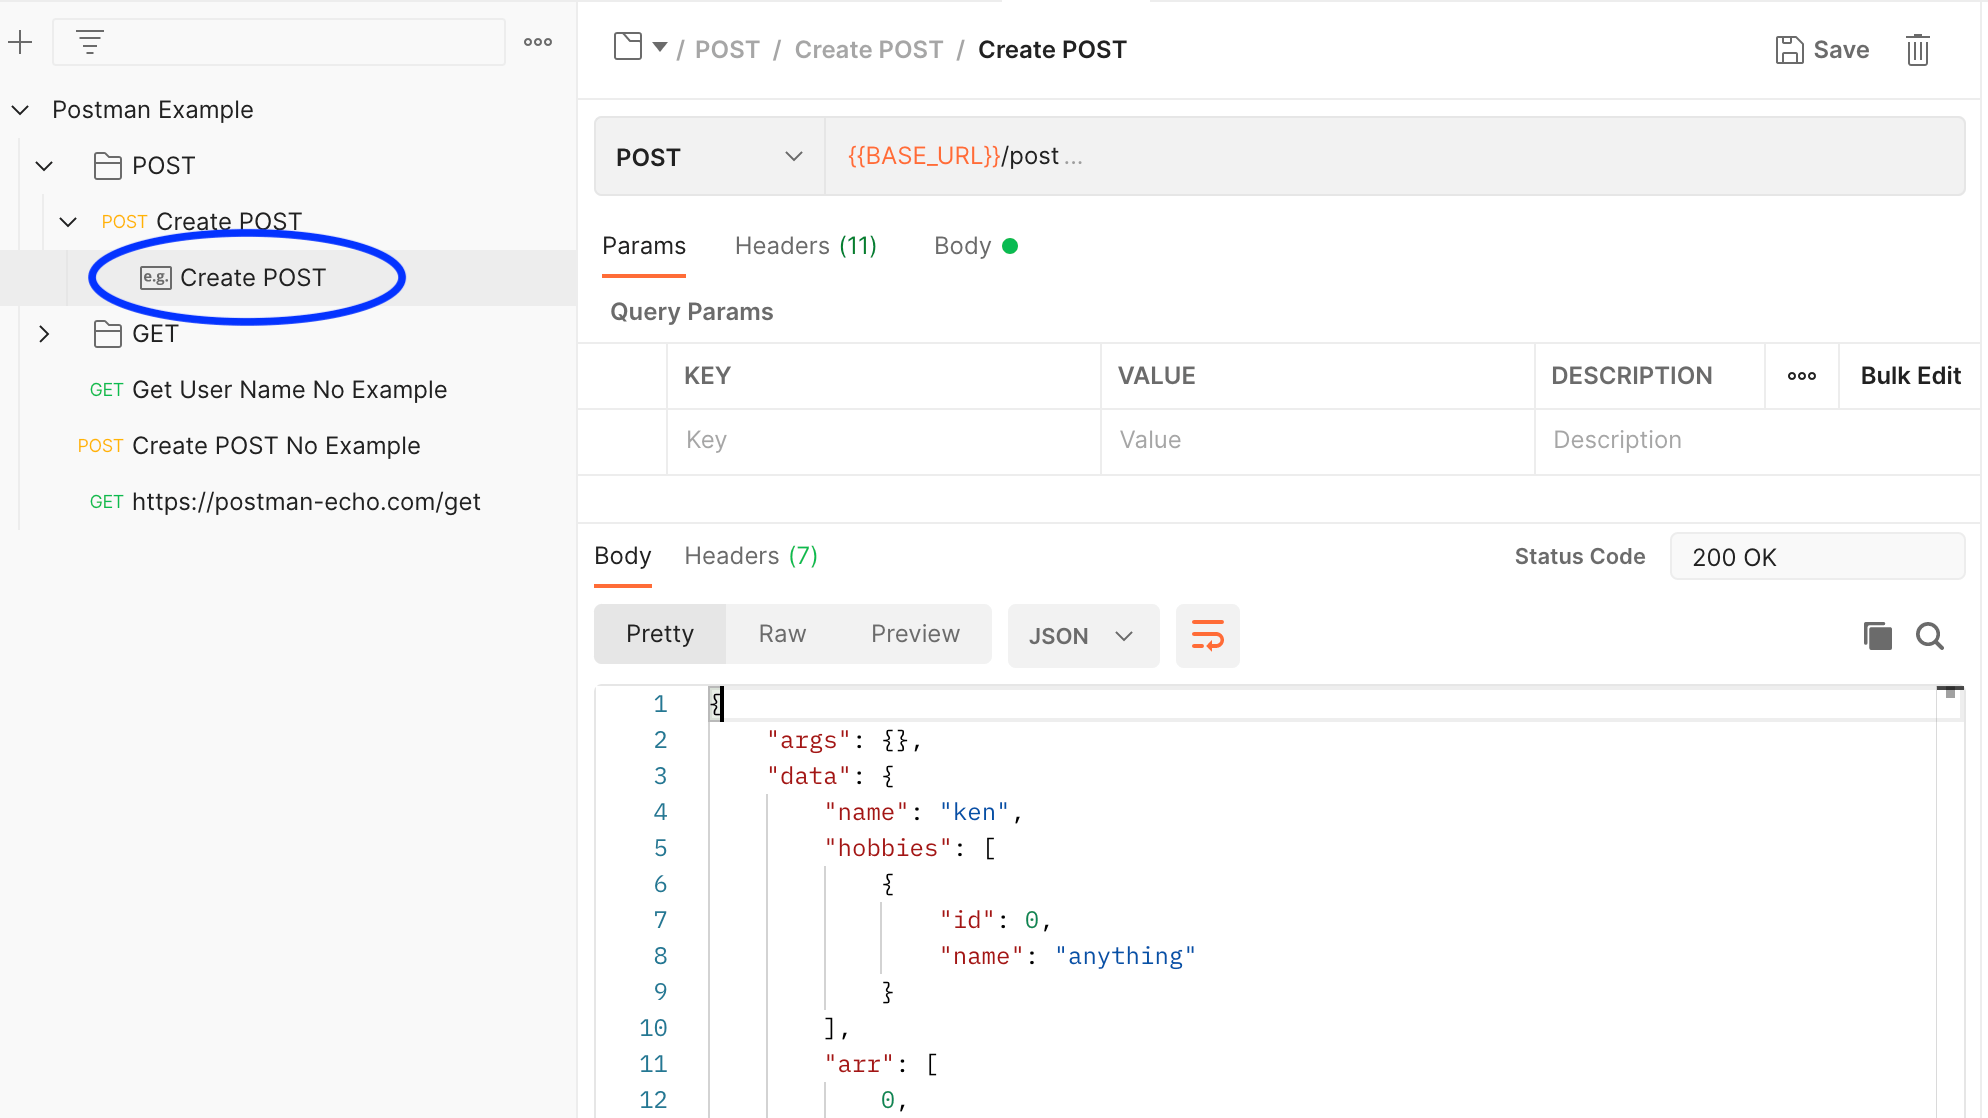 Postman Example
POST
POST Create POST
e.g. Create POST
GET
GET Get User Name No Example
POST Create POST No Example
GET https://postman-echo.com/get
/ POST / Create POST / Create POST
Save
POST
{{BASE_URL}}/post ...
Params Headers (11) Body
Query Params
KEY VALUE DESCRIPTION Bulk Edit
Key Value Description
Body Headers (7) Status Code 200 OK
Pretty Raw Preview JSON
1 {
2 "args": {},
3 "data": {
4 "name": "ken",
5 "hobbies": [
6 {
7 "id": 0,
8 "name": "anything"
9 }
10 ],
11 "arr": [
12 0,